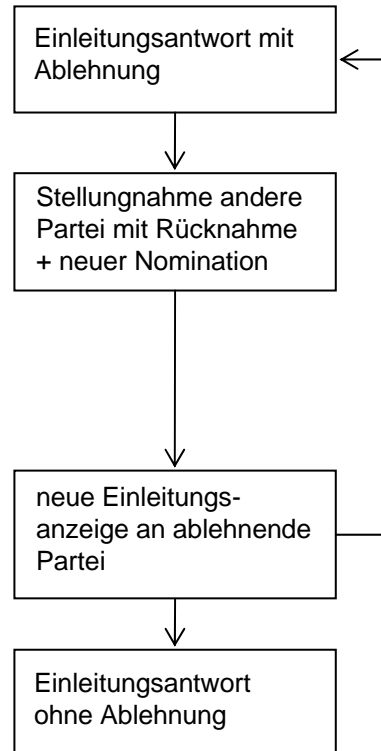 Einleitungsantwort mit
Ablehnung
Stellungnahme andere
Partei mit Rücknahme
+ neuer Nomination
neue Einleitungs-
anzeige an ablehnende
Partei
Einleitungsantwort
ohne Ablehnung